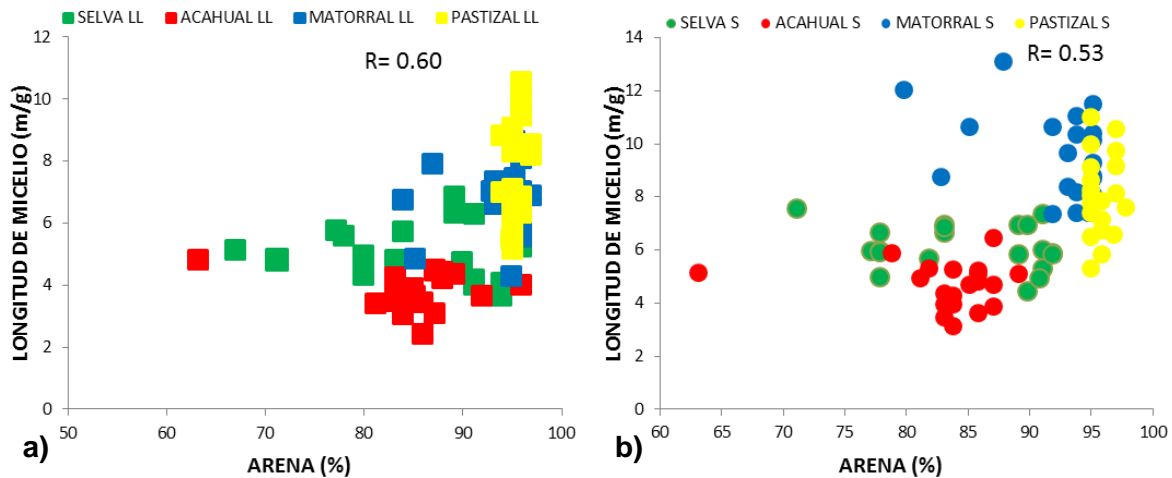 SELVA LL ACAHUAL LL MATORRAL LL PASTIZAL LL
R= 0.60
LONGITUD DE MICELIO (m/g)
12
10
8
6
4
2
0
50 60 70 80 90 100
ARENA (%)
a)
SELVA S ACAHUAL S MATORRAL S PASTIZAL S
R= 0.53
LONGITUD DE MICELIO (m/g)
14
12
10
8
6
4
2
0
60 65 70 75 80 85 90 95 100
ARENA (%)
b)